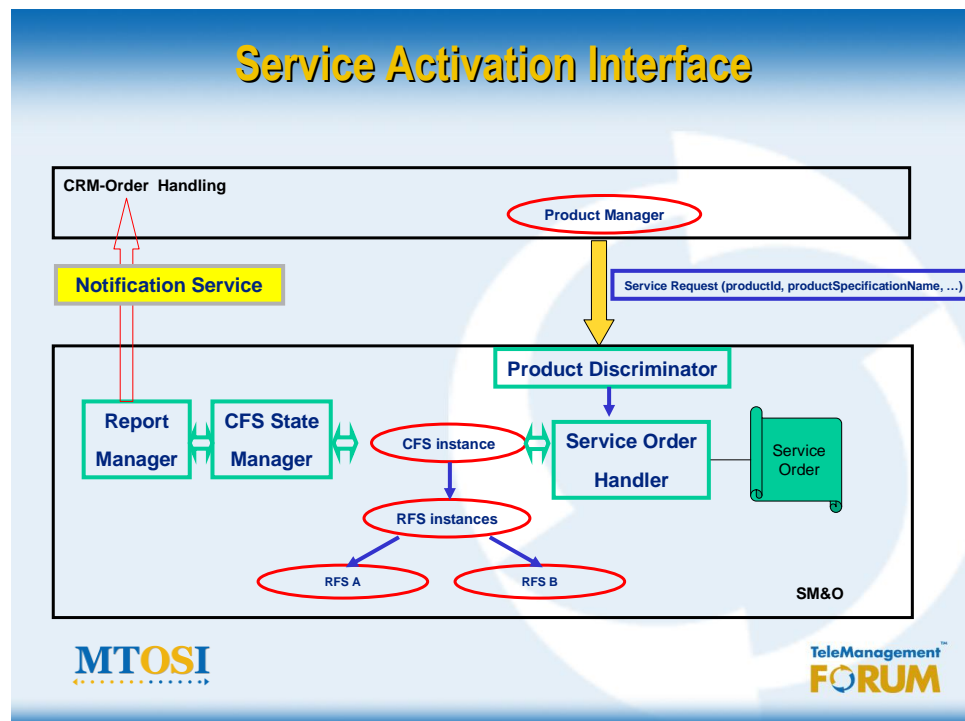 Service Activation Interface
CRM-Order Handling
Product Manager
Notification Service
Service Request (productId, productSpecificationName, …)
Product Discriminator
Report
Manager
CFS State
Manager
CFS instance
Service Order
Handler
Service
Order
RFS instances
RFS A
RFS B
SM&O
MTOSI
TeleManagement™
FORUM